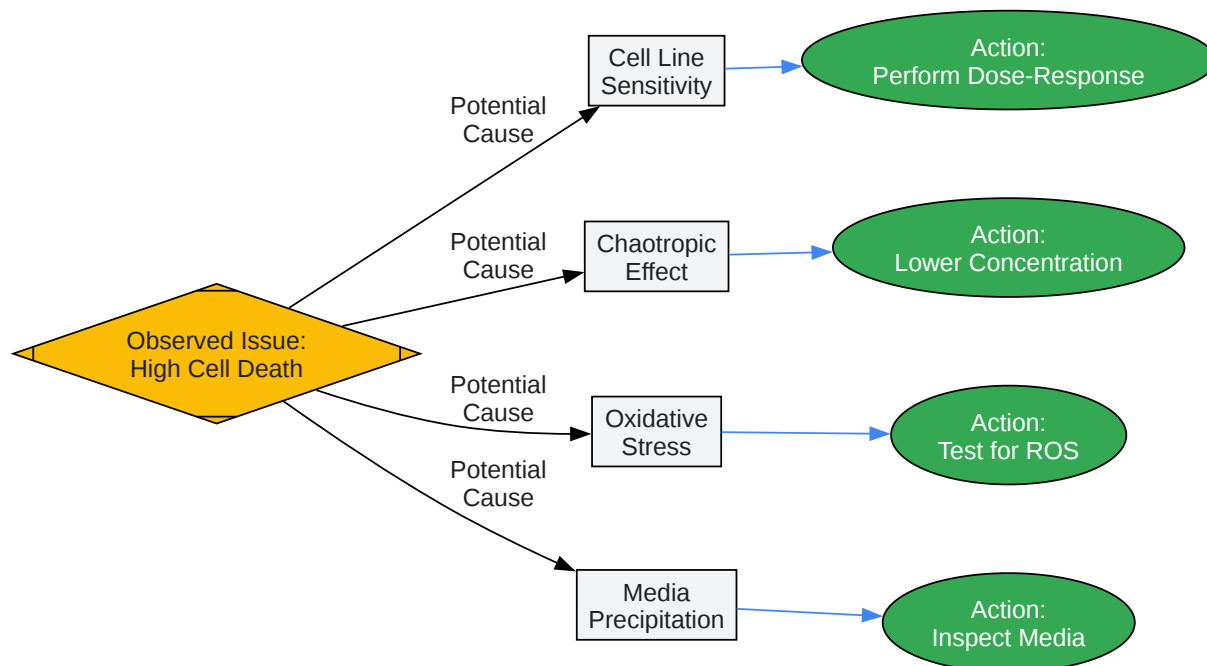 Cell Line
Sensitivity
Action:
Perform Dose-Response
Potential
Cause
Chaotropic
Effect
Action:
Lower Concentration
Potential
Cause
Observed Issue:
High Cell Death
Potential
Cause
Oxidative
Stress
Action:
Test for ROS
Potential
Cause
Media
Precipitation
Action:
Inspect Media